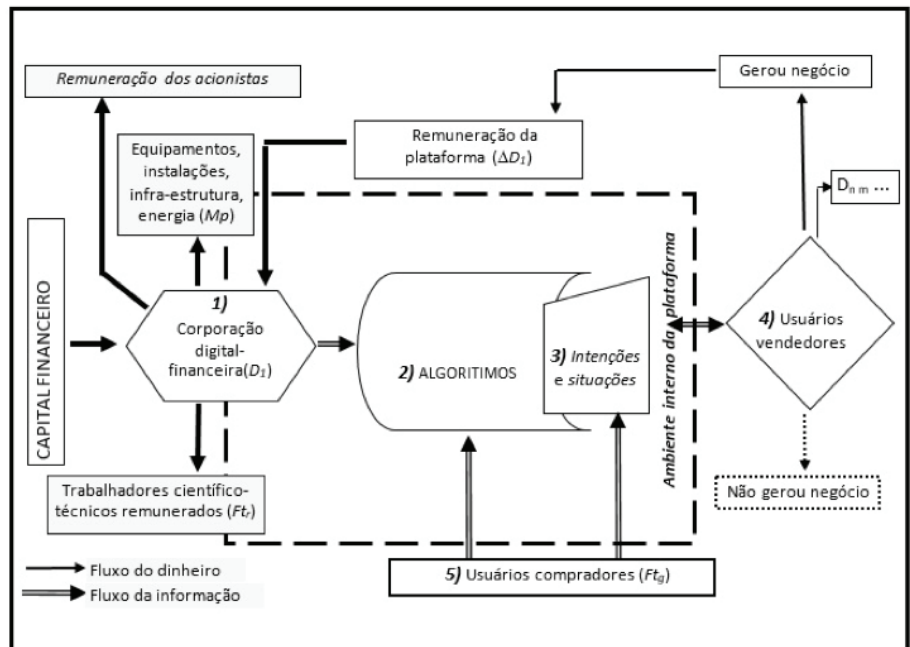 Remuneração dos acionistas
Gerou negócio
Equipamentos,
instalações,
infra-estrutura,
energia (Mp)
Remuneração da
plataforma (ΔD₁)
D n m ...
CAPITAL FINANCEIRO
1)
Corporação
digital-
financeira(D₁)
2) ALGORITIMOS
3) Intenções
e situações
Ambiente interno da plataforma
4) Usuários
vendedores
Trabalhadores científico-
técnicos remunerados (Ftᵣ)
Não gerou negócio
5) Usuários compradores (Ft_g)
Fluxo do dinheiro
Fluxo da informação